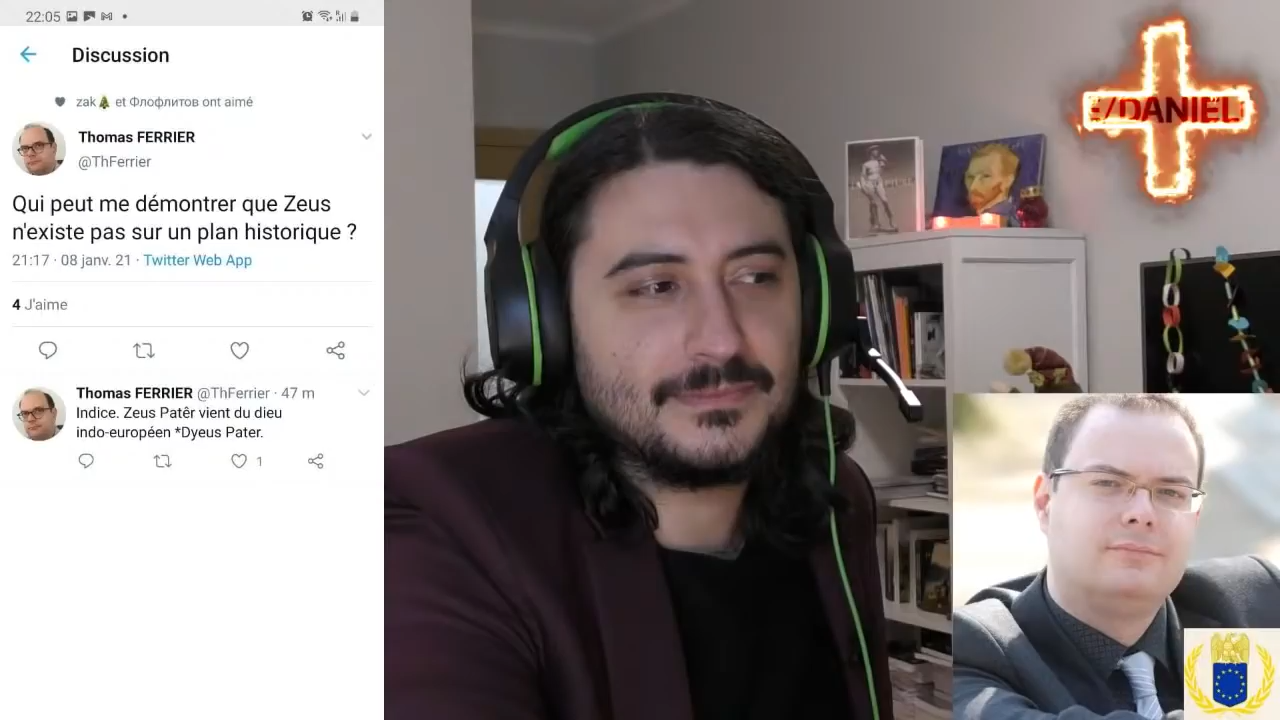 22:05
Discussion
zak🎄 et Флофлитов ont aimé
Thomas FERRIER
@ThFerrier
Qui peut me démontrer que Zeus
n'existe pas sur un plan historique ?
21:17 · 08 janv. 21 · Twitter Web App
4 J'aime
Thomas FERRIER @ThFerrier · 47 m
Indice. Zeus Patêr vient du dieu
indo-européen *Dyeus Pater.
1
E/DANIEL